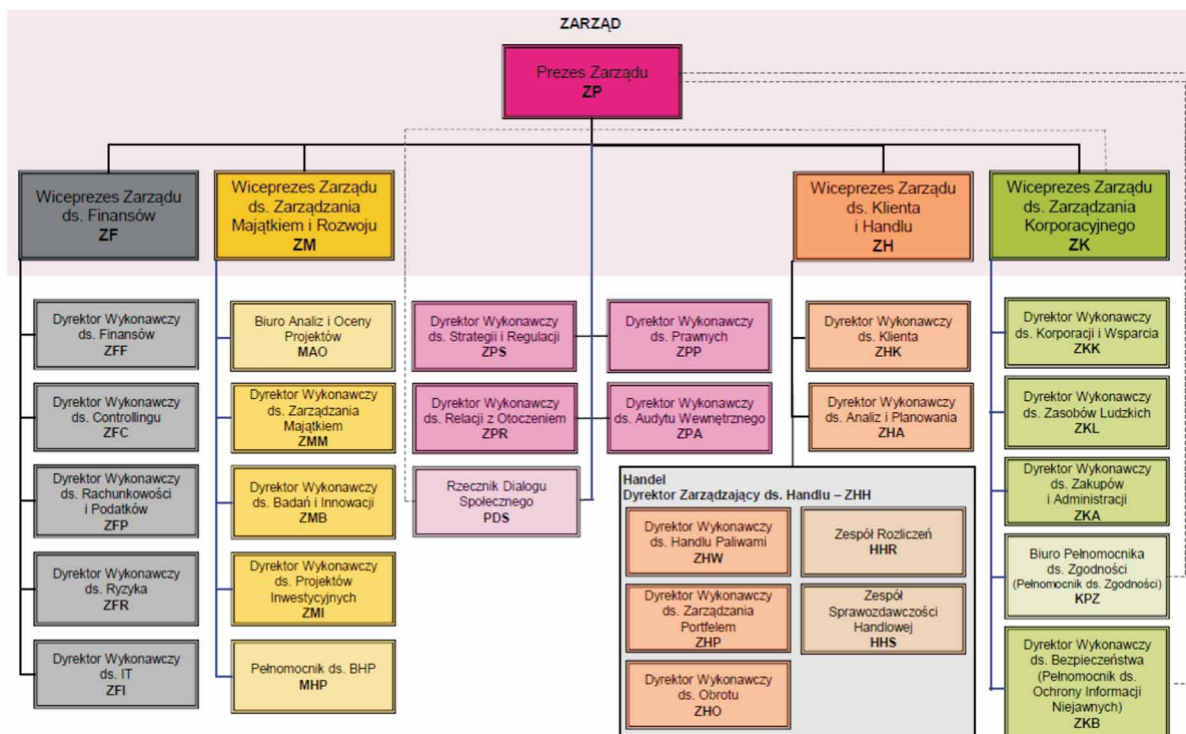 ZARZĄD
Prezes Zarządu
ZP
Wiceprezes Zarządu
ds. Finansów
ZF
Wiceprezes Zarządu
ds. Zarządzania
Majątkiem i Rozwoju
ZM
Wiceprezes Zarządu
ds. Klienta
i Handlu
ZH
Wiceprezes Zarządu
ds. Zarządzania
Korporacyjnego
ZK
Dyrektor Wykonawczy
ds. Finansów
ZFF
Dyrektor Wykonawczy
ds. Controllingu
ZFC
Dyrektor Wykonawczy
ds. Rachunkowości
i Podatków
ZFP
Dyrektor Wykonawczy
ds. Ryzyka
ZFR
Dyrektor Wykonawczy
ds. IT
ZFI
Biuro Analiz i Oceny
Projektów
MAO
Dyrektor Wykonawczy
ds. Zarządzania
Majątkiem
ZMM
Dyrektor Wykonawczy
ds. Badań i Innowacji
ZMB
Dyrektor Wykonawczy
ds. Projektów
Inwestycyjnych
ZMI
Pełnomocnik ds. BHP
MHP
Dyrektor Wykonawczy
ds. Strategii i Regulacji
ZPS
Dyrektor Wykonawczy
ds. Prawnych
ZPP
Dyrektor Wykonawczy
ds. Relacji z Otoczeniem
ZPR
Dyrektor Wykonawczy
ds. Audytu Wewnętrznego
ZPA
Rzecznik Dialogu
Społecznego
PDS
Dyrektor Wykonawczy
ds. Klienta
ZHK
Dyrektor Wykonawczy
ds. Analiz i Planowania
ZHA
Handel
Dyrektor Zarządzający ds. Handlu – ZHH
Dyrektor Wykonawczy
ds. Handlu Paliwami
ZHW
Dyrektor Wykonawczy
ds. Zarządzania
Portfelem
ZHP
Dyrektor Wykonawczy
ds. Obrotu
ZHO
Zespół Rozliczeń
HHR
Zespół
Sprawozdawczości
Handlowej
HHS
Dyrektor Wykonawczy
ds. Korporacji i Wsparcia
ZKK
Dyrektor Wykonawczy
ds. Zasobów Ludzkich
ZKL
Dyrektor Wykonawczy
ds. Zakupów
i Administracji
ZKA
Biuro Pełnomocnika
ds. Zgodności
(Pełnomocnik ds. Zgodności)
KPZ
Dyrektor Wykonawczy
ds. Bezpieczeństwa
(Pełnomocnik ds.
Ochrony Informacji
Niejawnych)
ZKB